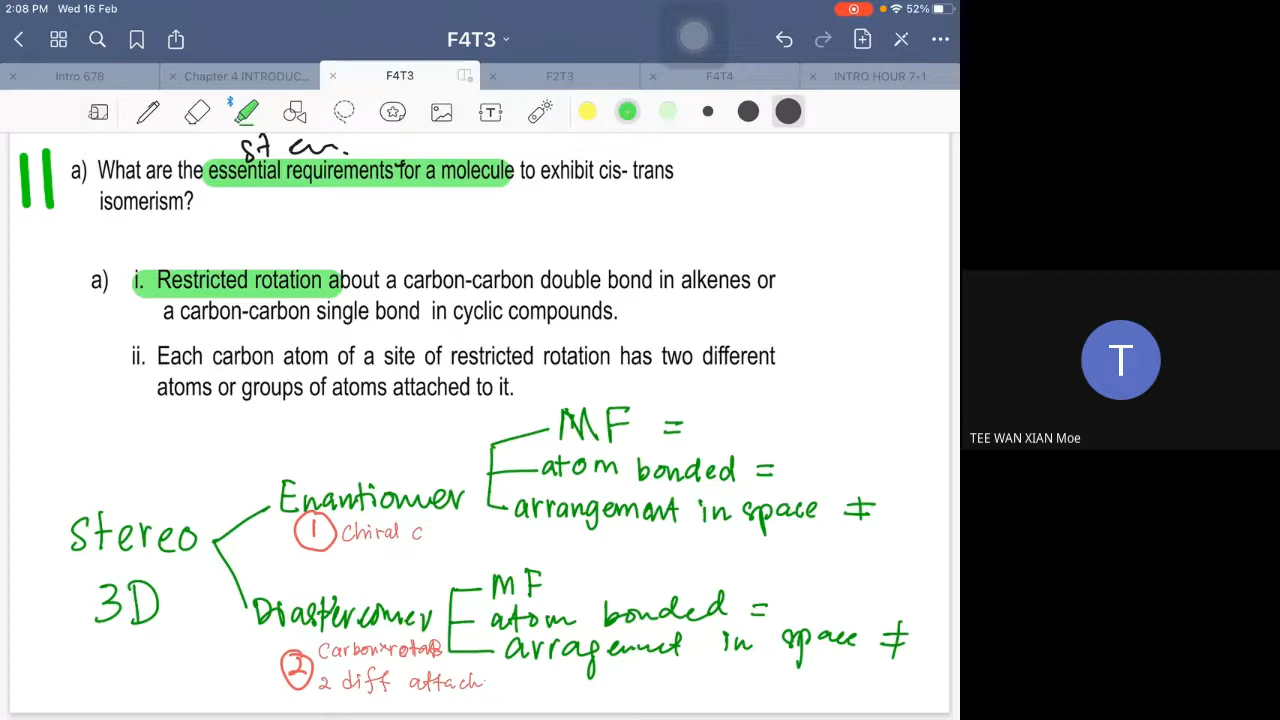 2:08 PM Wed 16 Feb
52%
F4T3
Intro 678
Chapter 4 INTRODUC...
F4T3
F2T3
F4T4
INTRO HOUR 7-1
T
a) What are the essential requirements for a molecule to exhibit cis- trans
isomerism?
a) i. Restricted rotation about a carbon-carbon double bond in alkenes or
a carbon-carbon single bond in cyclic compounds.
ii. Each carbon atom of a site of restricted rotation has two different
atoms or groups of atoms attached to it.
MF =
atom bonded =
arrangement in space ≠
Enantiomer
1 Chiral C
Stereo
3D
MF
atom bonded =
arragemnet in space ≠
Diastereomer
2 Carbon × rotate
2 diff attach
T
TEE WAN XIAN Moe